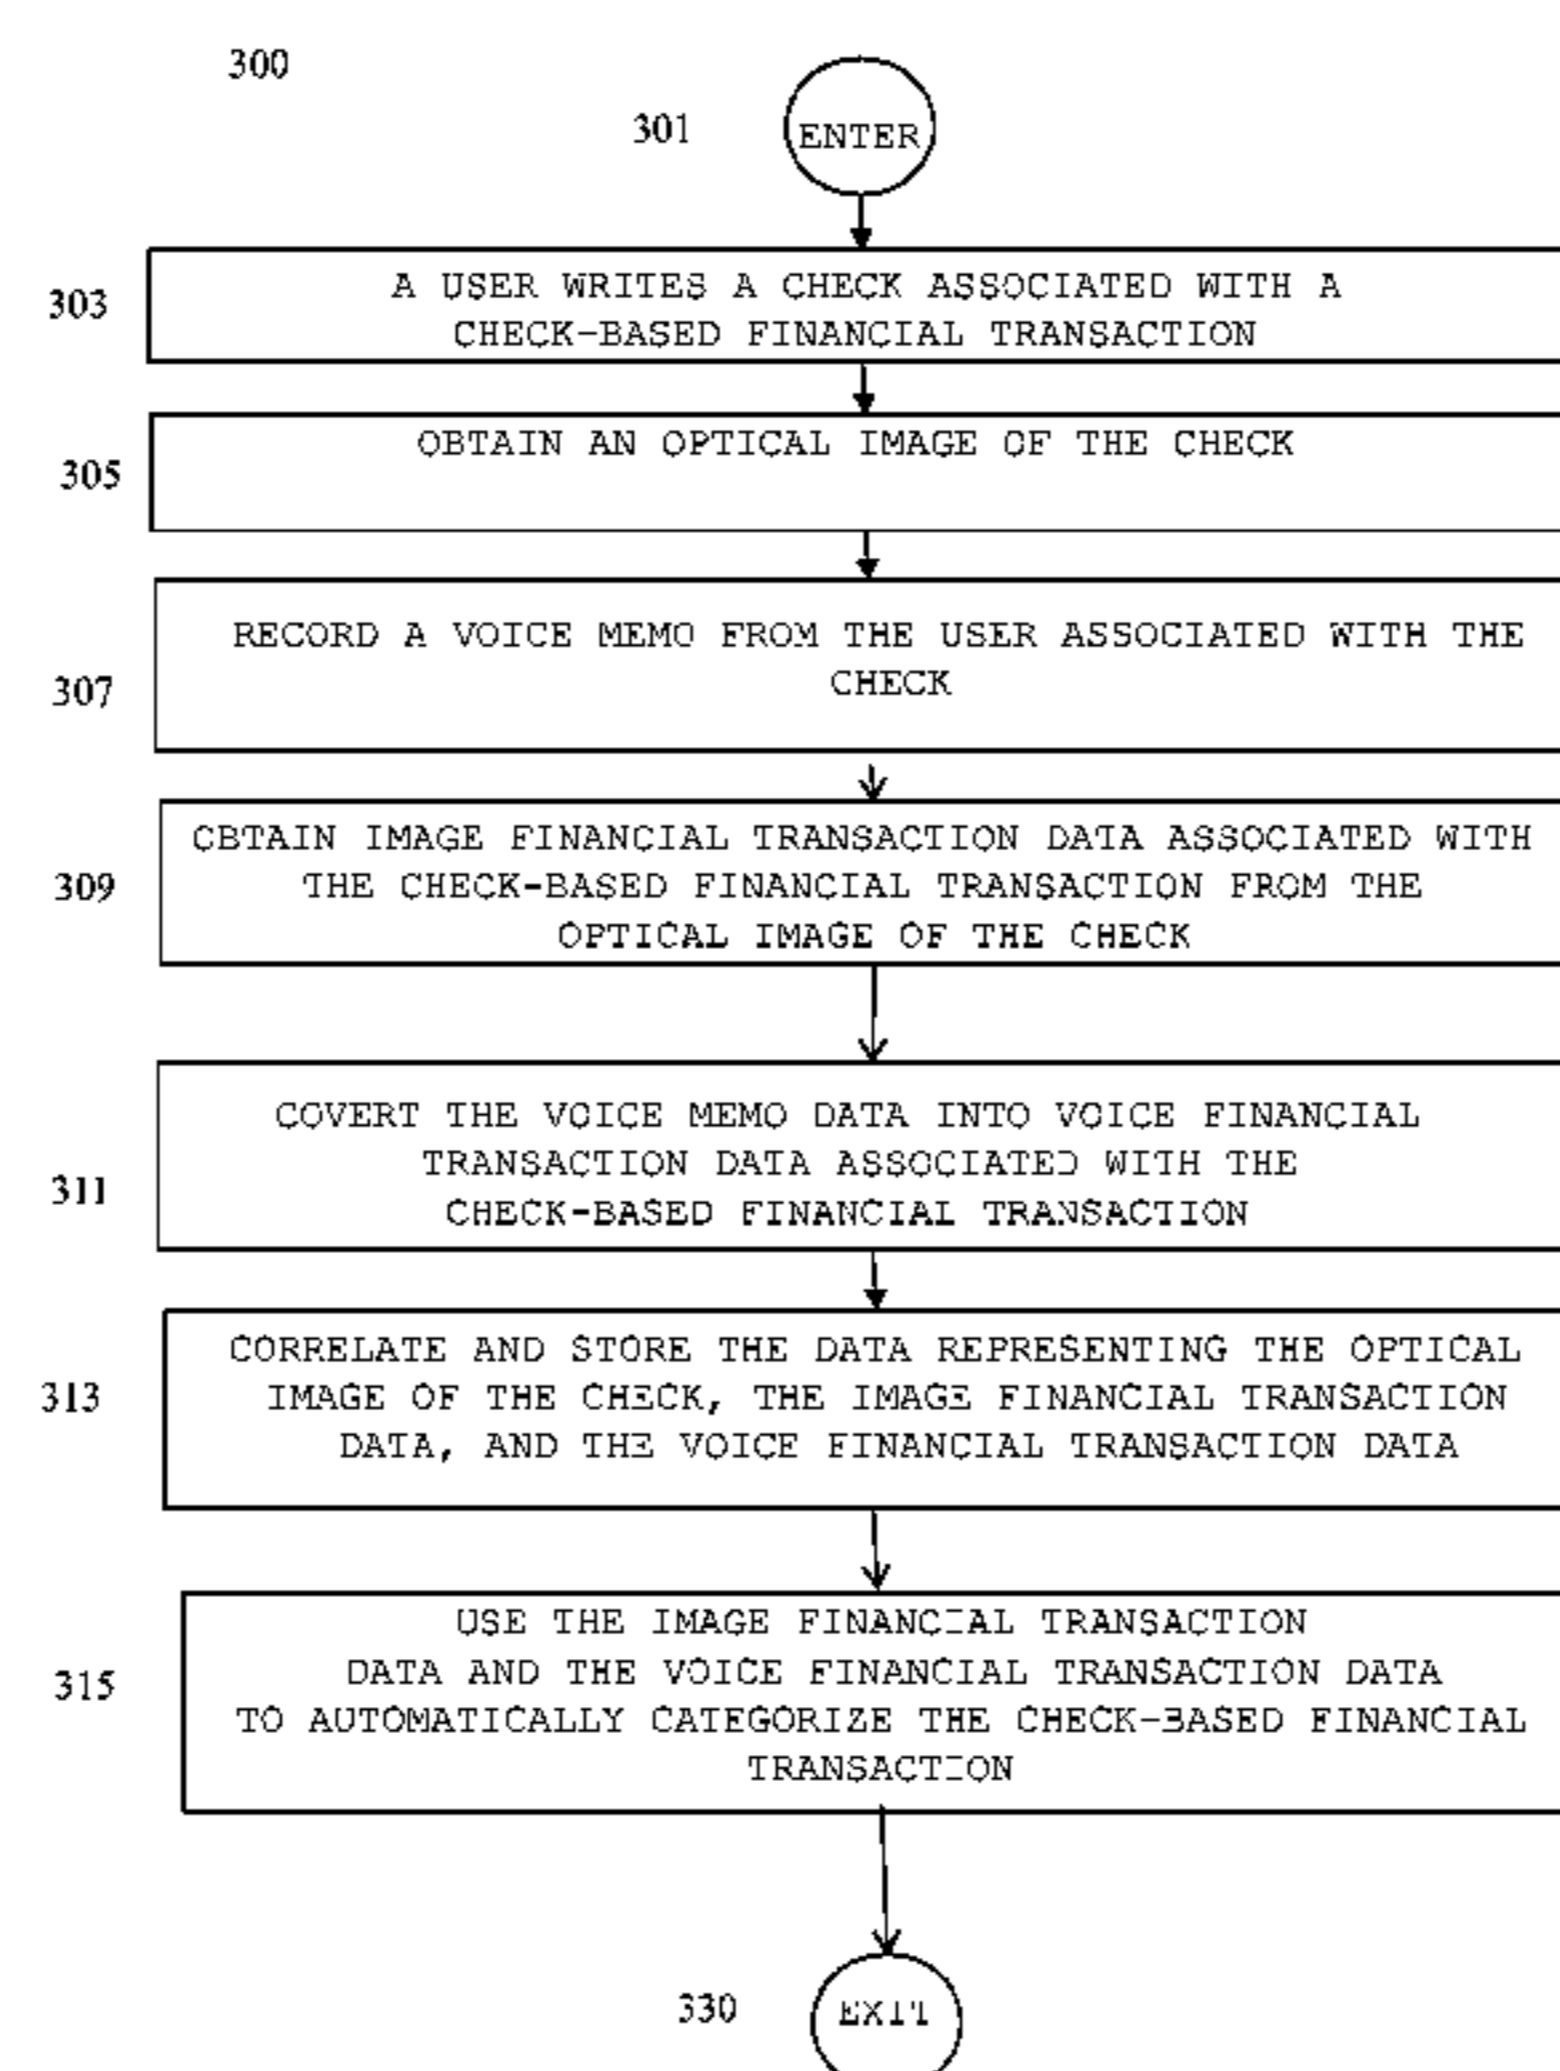 300
301
ENTER
303
A USER WRITES A CHECK ASSOCIATED WITH A
CHECK-BASED FINANCIAL TRANSACTION
305
OBTAIN AN OPTICAL IMAGE OF THE CHECK
307
RECORD A VOICE MEMO FROM THE USER ASSOCIATED WITH THE
CHECK
309
OBTAIN IMAGE FINANCIAL TRANSACTION DATA ASSOCIATED WITH
THE CHECK-BASED FINANCIAL TRANSACTION FROM THE
OPTICAL IMAGE OF THE CHECK
311
COVERT THE VOICE MEMO DATA INTO VOICE FINANCIAL
TRANSACTION DATA ASSOCIATED WITH THE
CHECK-BASED FINANCIAL TRANSACTION
313
CORRELATE AND STORE THE DATA REPRESENTING THE OPTICAL
IMAGE OF THE CHECK, THE IMAGE FINANCIAL TRANSACTION
DATA, AND THE VOICE FINANCIAL TRANSACTION DATA
315
USE THE IMAGE FINANCIAL TRANSACTION
DATA AND THE VOICE FINANCIAL TRANSACTION DATA
TO AUTOMATICALLY CATEGORIZE THE CHECK-BASED FINANCIAL
TRANSACTION
330
EXIT